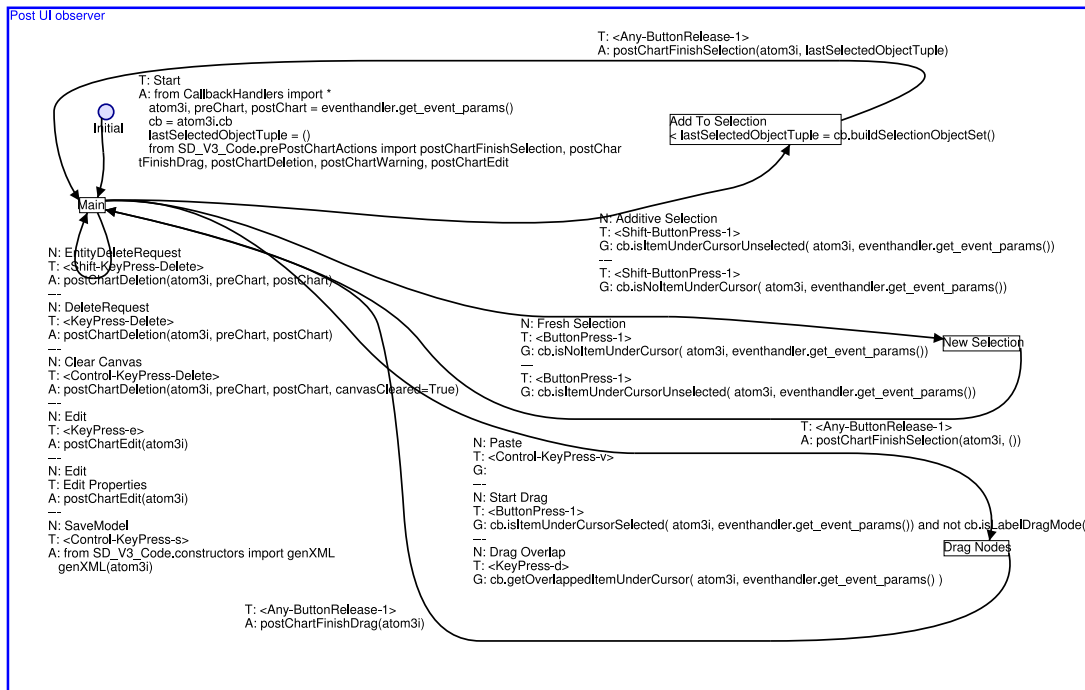 Post UI observer
T: <Any-ButtonRelease-1>
A: postChartFinishSelection(atom3i, lastSelectedObjectTuple)
T: Start
A: from CallbackHandlers import *
atom3i, preChart, postChart = eventhandler.get_event_params()
cb = atom3i.cb
lastSelectedObjectTuple = ()
from SD_V3_Code.prePostChartActions import postChartFinishSelection, postChar
tFinishDrag, postChartDeletion, postChartWarning, postChartEdit
Initial
Add To Selection
< lastSelectedObjectTuple = cb.buildSelectionObjectSet()
Main
N: Additive Selection
T: <Shift-ButtonPress-1>
G: cb.isItemUnderCursorUnselected( atom3i, eventhandler.get_event_params())
---
T: <Shift-ButtonPress-1>
G: cb.isNoItemUnderCursor( atom3i, eventhandler.get_event_params())
N: EntityDeleteRequest
T: <Shift-KeyPress-Delete>
A: postChartDeletion(atom3i, preChart, postChart)
---
N: DeleteRequest
T: <KeyPress-Delete>
A: postChartDeletion(atom3i, preChart, postChart)
---
N: Clear Canvas
T: <Control-KeyPress-Delete>
A: postChartDeletion(atom3i, preChart, postChart, canvasCleared=True)
---
N: Edit
T: <KeyPress-e>
A: postChartEdit(atom3i)
---
N: Edit
T: Edit Properties
A: postChartEdit(atom3i)
---
N: SaveModel
T: <Control-KeyPress-s>
A: from SD_V3_Code.constructors import genXML
genXML(atom3i)
N: Fresh Selection
T: <ButtonPress-1>
G: cb.isNoItemUnderCursor( atom3i, eventhandler.get_event_params())
---
T: <ButtonPress-1>
G: cb.isItemUnderCursorUnselected( atom3i, eventhandler.get_event_params())
New Selection
T: <Any-ButtonRelease-1>
A: postChartFinishSelection(atom3i, ())
N: Paste
T: <Control-KeyPress-v>
G:
---
N: Start Drag
T: <ButtonPress-1>
G: cb.isItemUnderCursorSelected( atom3i, eventhandler.get_event_params()) and not cb.isLabelDragMode(
---
N: Drag Overlap
T: <KeyPress-d>
G: cb.getOverlappedItemUnderCursor( atom3i, eventhandler.get_event_params() )
Drag Nodes
T: <Any-ButtonRelease-1>
A: postChartFinishDrag(atom3i)